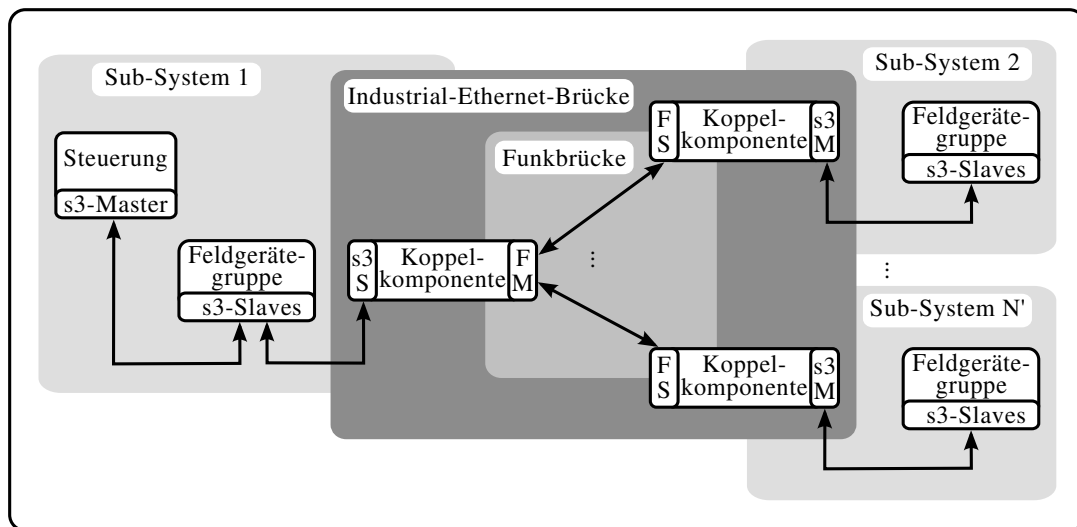 Sub-System 1
Sub-System 2
Industrial-Ethernet-Brücke
Funkbrücke
Steuerung
s3-Master
Feldgeräte-
gruppe
s3-Slaves
s3
S
Koppel-
komponente
F
M
F
S
Koppel-
komponente
s3
M
Feldgeräte-
gruppe
s3-Slaves
...
...
Sub-System N'
F
S
Koppel-
komponente
s3
M
Feldgeräte-
gruppe
s3-Slaves